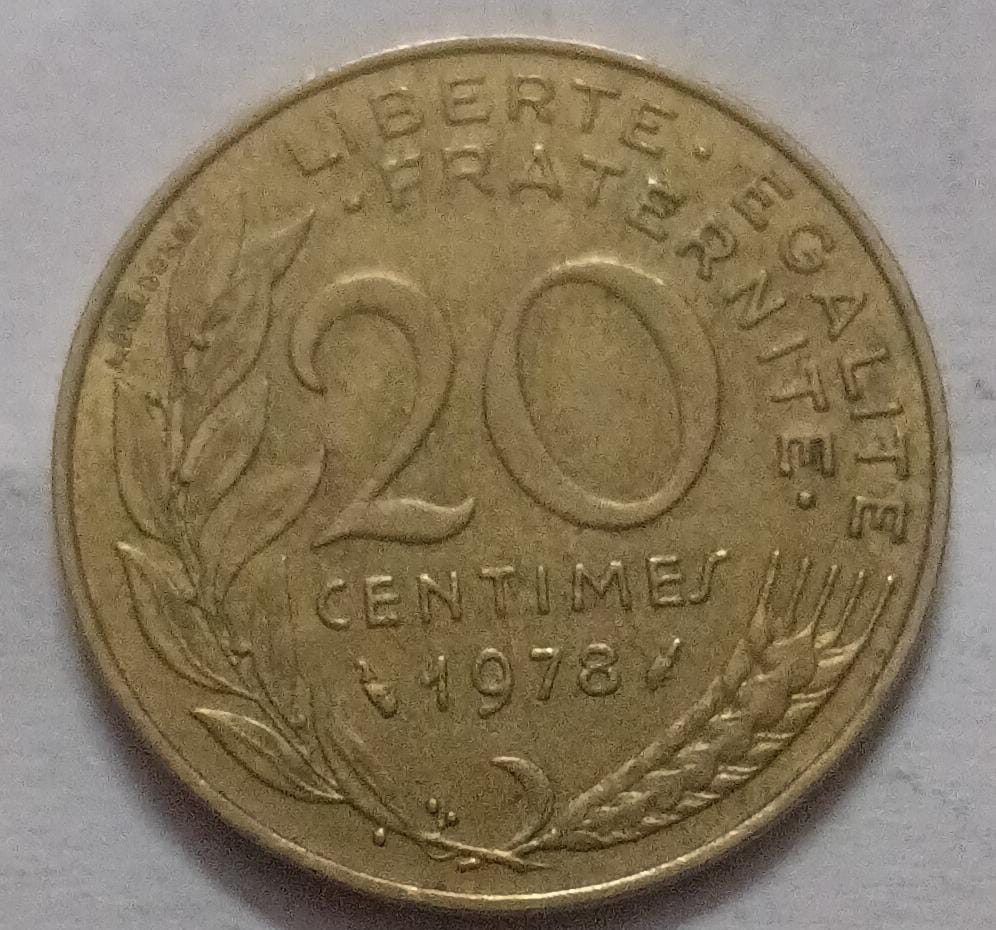 LIBERTE · EGALITE
· FRATERNITE ·
20
CENTIMES
1978